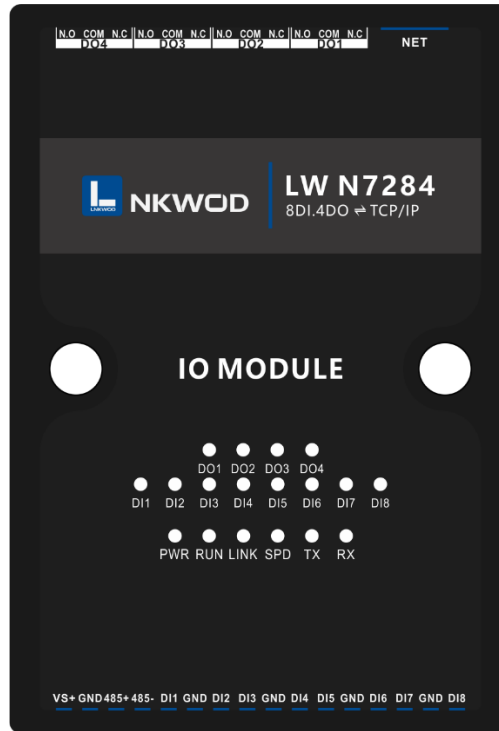 N.O COM N.C N.O COM N.C N.O COM N.C N.O COM N.C
DO4 DO3 DO2 DO1
NET
L
LNKWOD
NKWOD
LW N7284
8DI.4DO ⇌ TCP/IP
IO MODULE
DO1 DO2 DO3 DO4
DI1 DI2 DI3 DI4 DI5 DI6 DI7 DI8
PWR RUN LINK SPD TX RX
VS+ GND 485+ 485- DI1 GND DI2 DI3 GND DI4 DI5 GND DI6 DI7 GND DI8